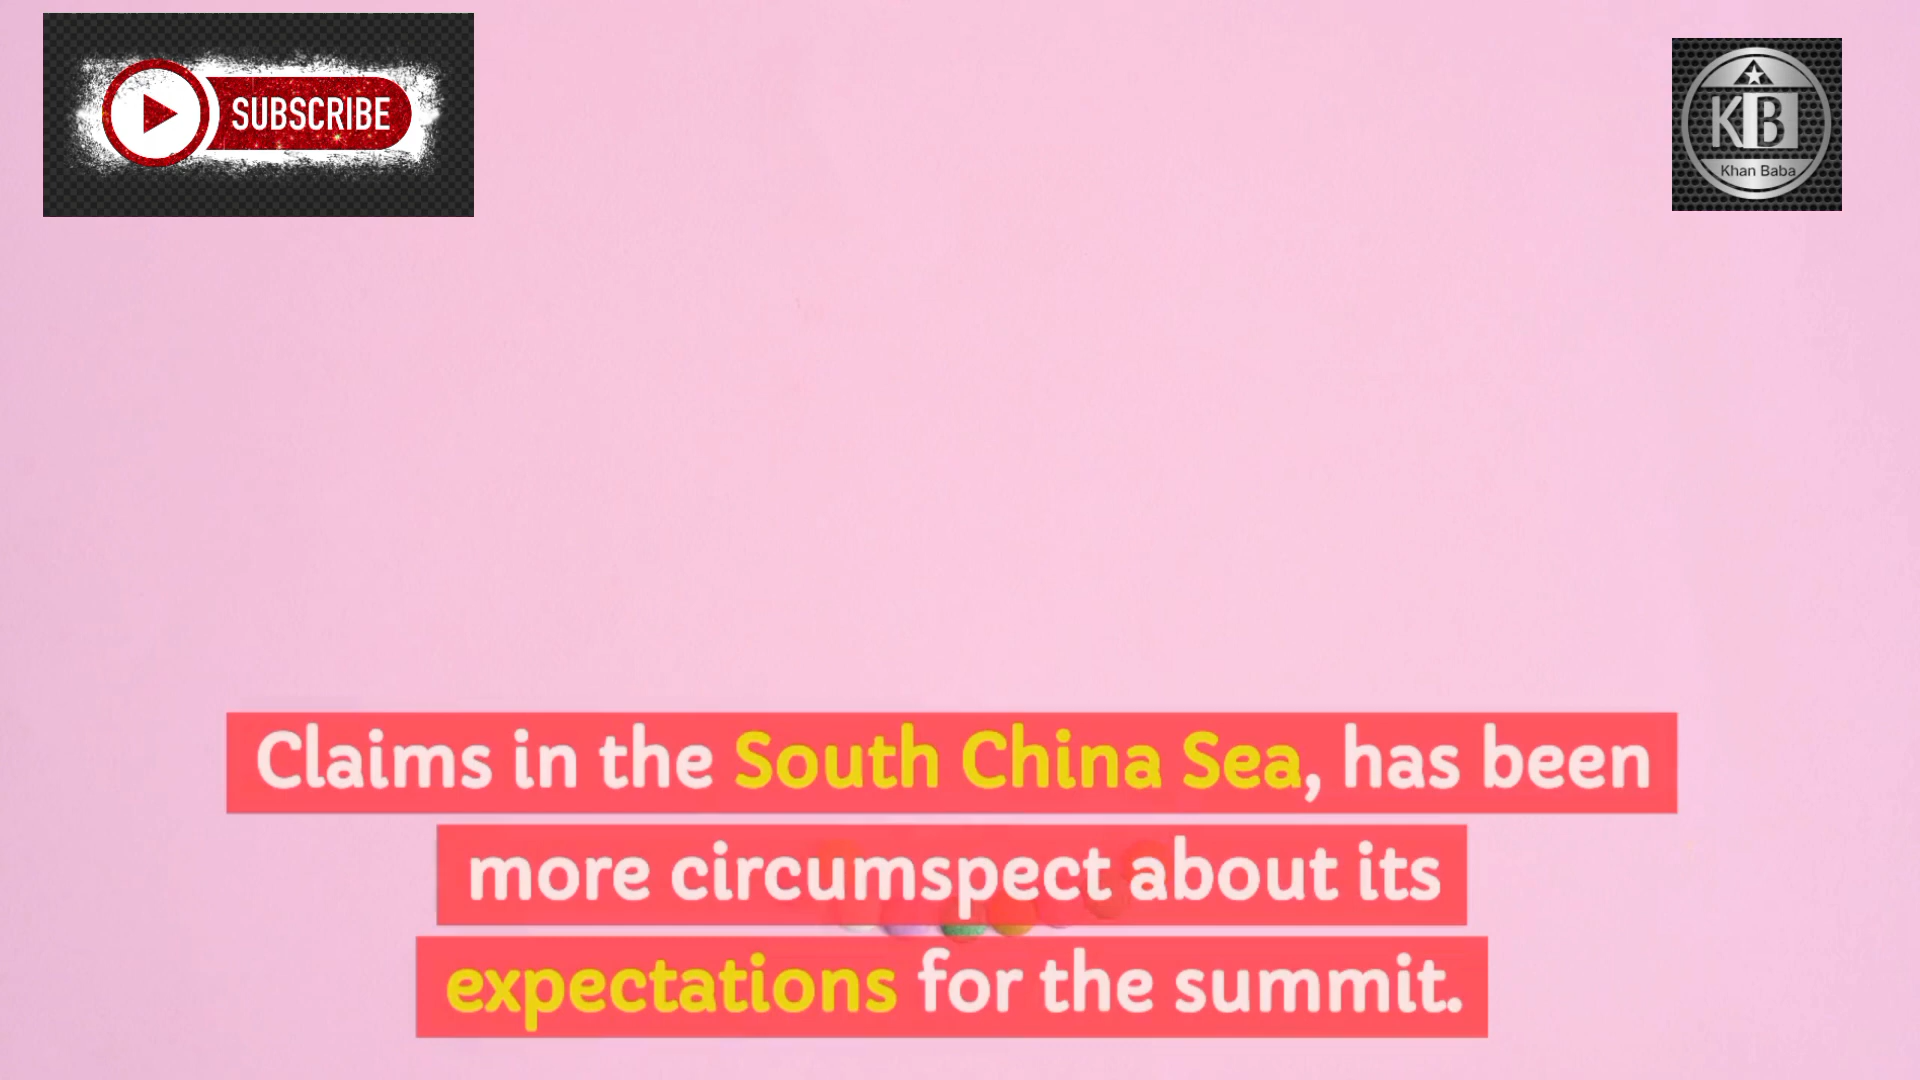 SUBSCRIBE
KB
Khan Baba
Claims in the South China Sea, has been
more circumspect about its
expectations for the summit.